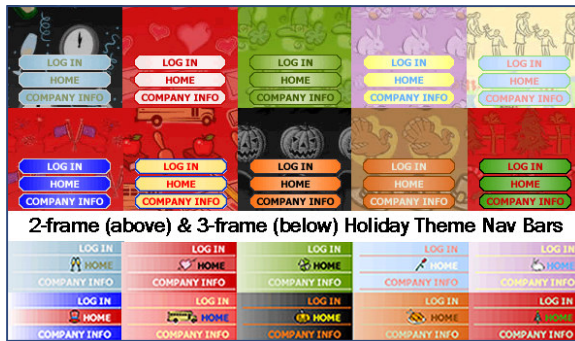 LOG IN LOG IN LOG IN LOG IN LOG IN
HOME HOME HOME HOME HOME
COMPANY INFO COMPANY INFO COMPANY INFO COMPANY INFO COMPANY INFO
LOG IN LOG IN LOG IN LOG IN LOG IN
HOME HOME HOME HOME HOME
COMPANY INFO COMPANY INFO COMPANY INFO COMPANY INFO COMPANY INFO
2-frame (above) & 3-frame (below) Holiday Theme Nav Bars
LOG IN LOG IN LOG IN LOG IN LOG IN
HOME HOME HOME HOME HOME
COMPANY INFO COMPANY INFO COMPANY INFO COMPANY INFO COMPANY INFO
LOG IN LOG IN LOG IN LOG IN LOG IN
HOME HOME HOME HOME HOME
COMPANY INFO COMPANY INFO COMPANY INFO COMPANY INFO COMPANY INFO